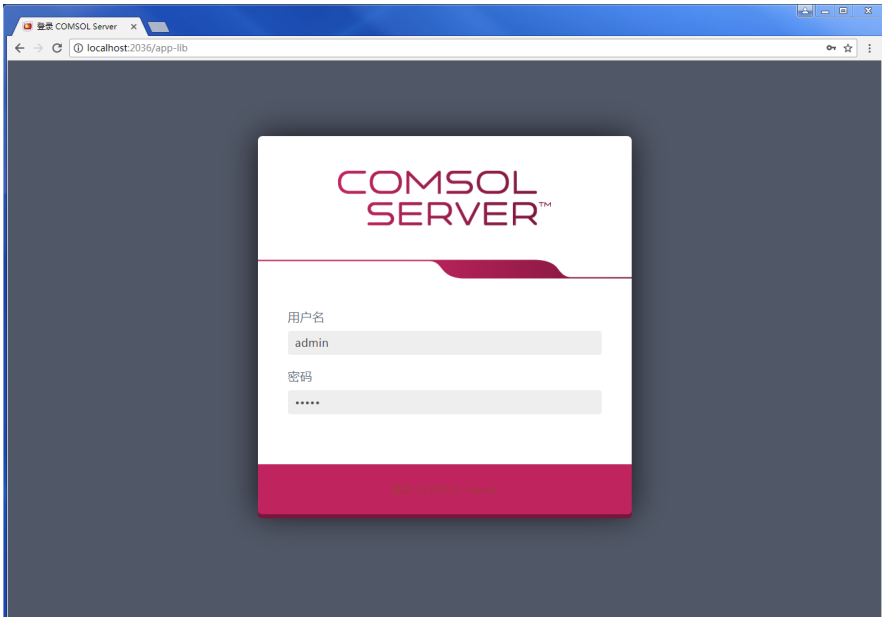 登录 COMSOL Server
localhost:2036/app-lib
COMSOL
SERVER™
用户名
admin
密码
•••••